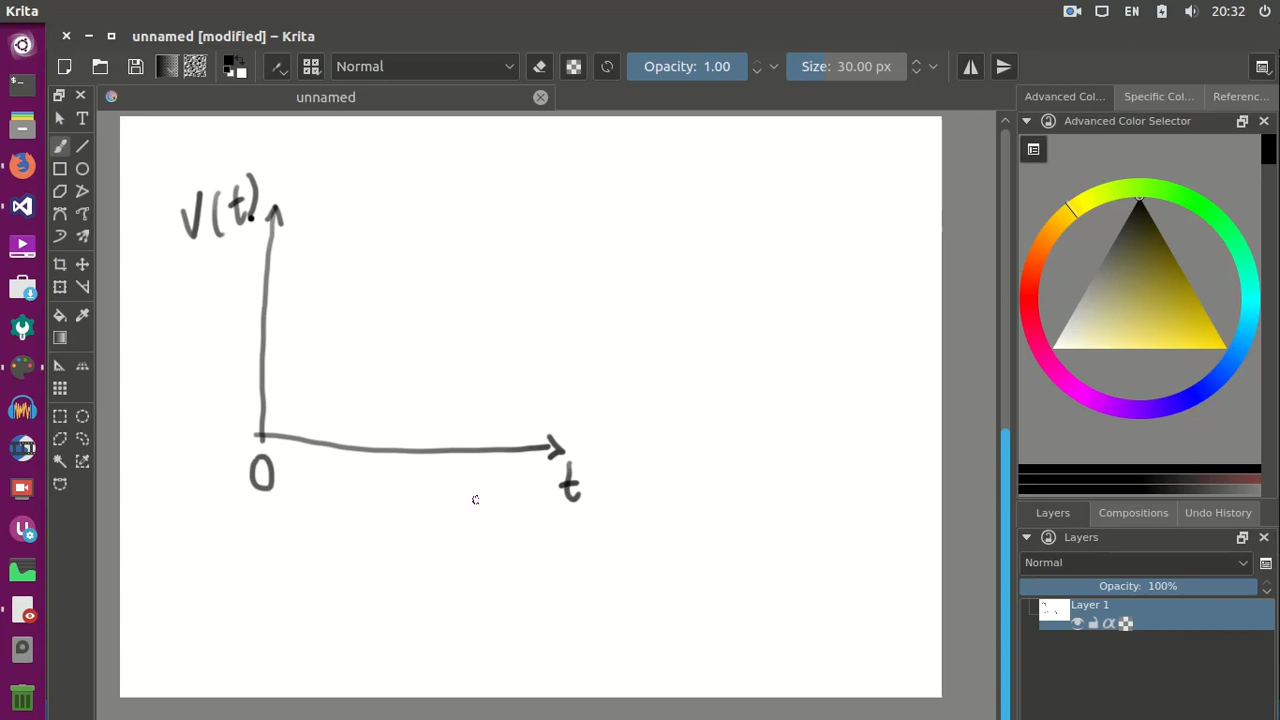 Krita
EN
20:32
unnamed [modified] – Krita
Normal
Opacity: 1.00
Size: 30.00 px
unnamed
Advanced Col...
Specific Col...
Referenc...
Advanced Color Selector
V(t)
0
t
Layers
Compositions
Undo History
Layers
Normal
Opacity: 100%
Layer 1